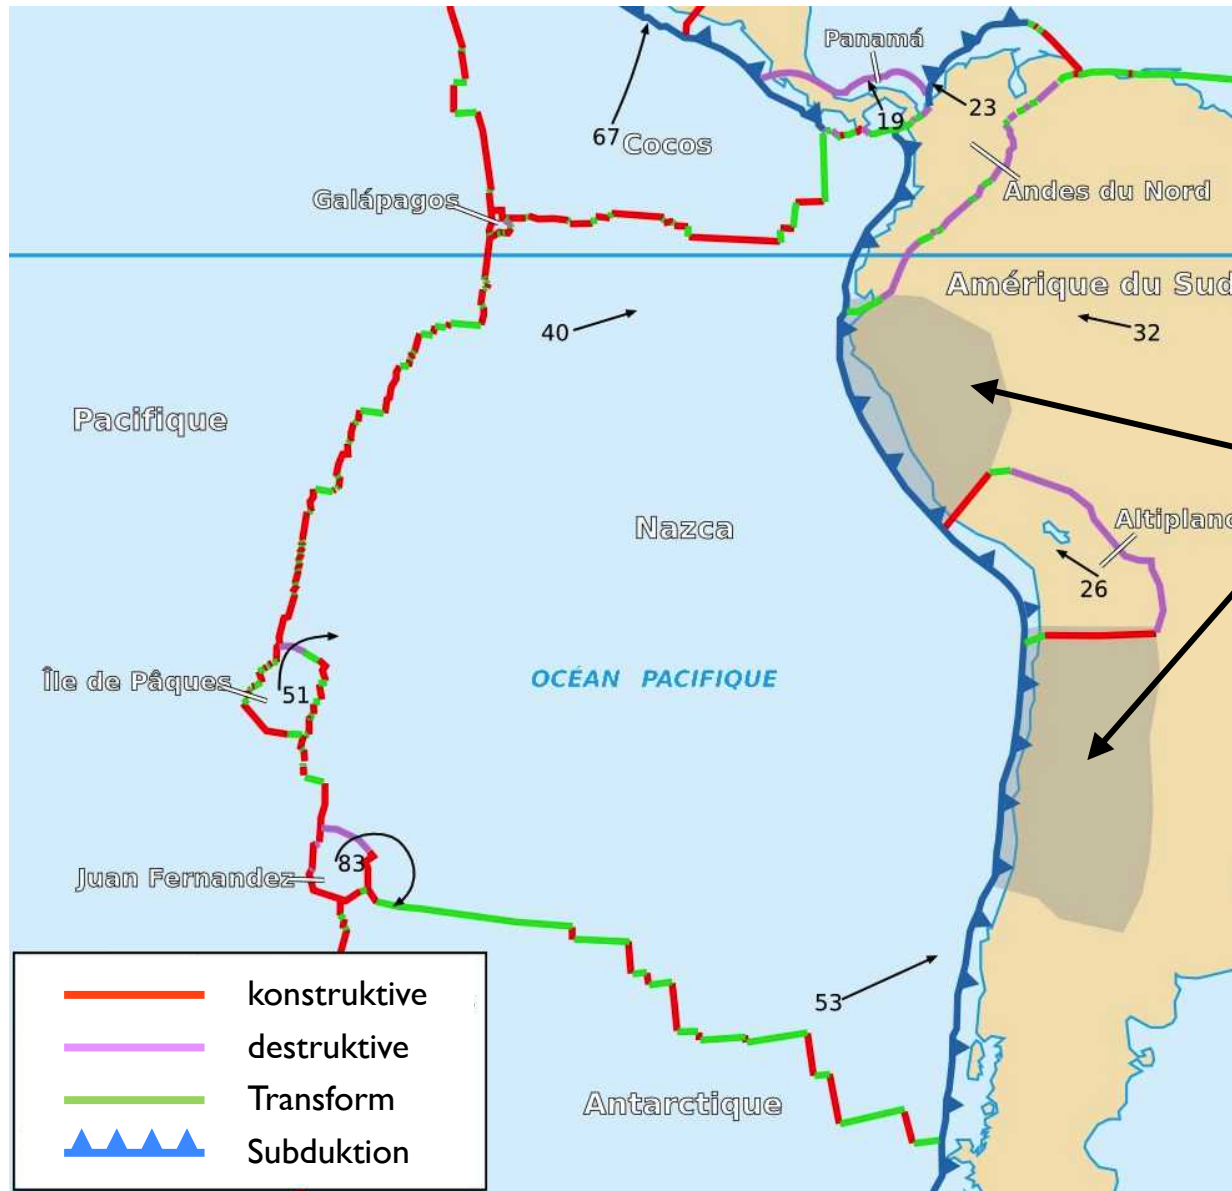 Panamá
23
19
67
Cocos
Andes du Nord
Galápagos
Amérique du Sud
40
32
Pacifique
Nazca
Altiplano
26
Île de Pâques
51
OCÉAN PACIFIQUE
83
Juan Fernandez
53
Antarctique
konstruktive
destruktive
Transform
Subduktion